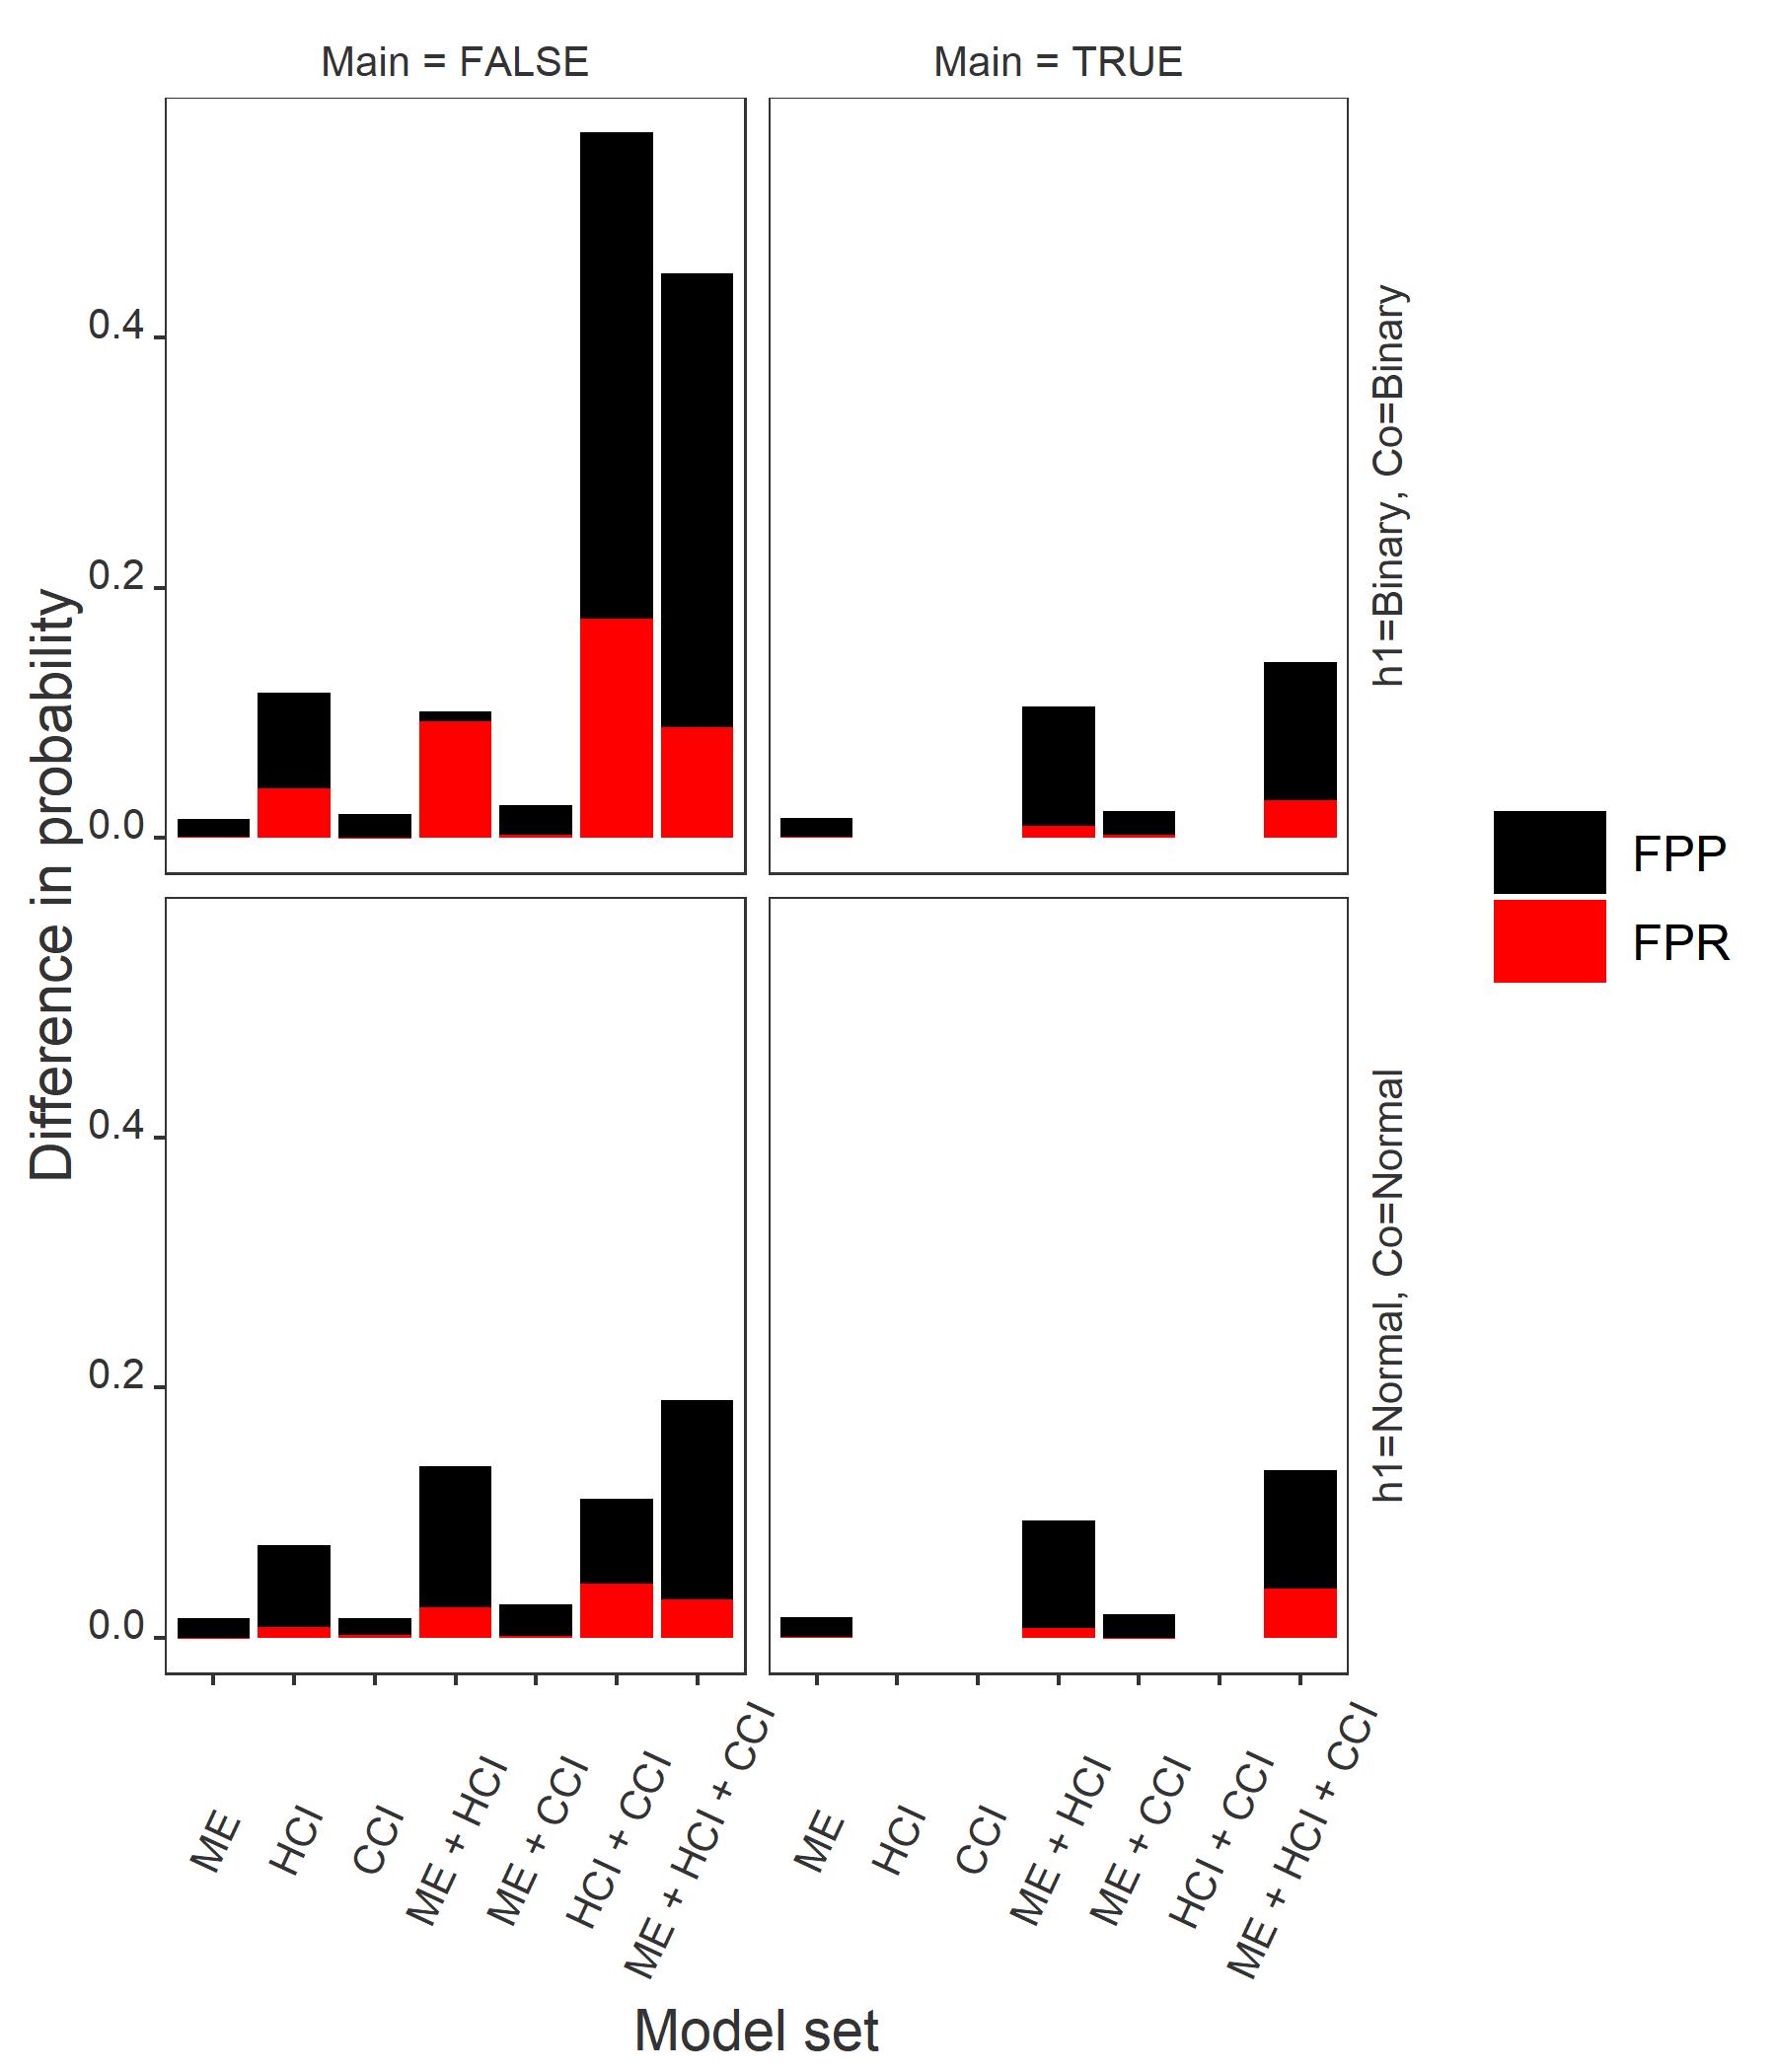 Main = FALSE
Main = TRUE
Difference in probability
0.4
0.2
0.0
h1=Binary, Co=Binary
0.4
0.2
0.0
h1=Normal, Co=Normal
FPP
FPR
ME
HCI
CCI
ME + HCI
ME + CCI
HCI + CCI
ME + HCI + CCI
ME
HCI
CCI
ME + HCI
ME + CCI
HCI + CCI
ME + HCI + CCI
Model set